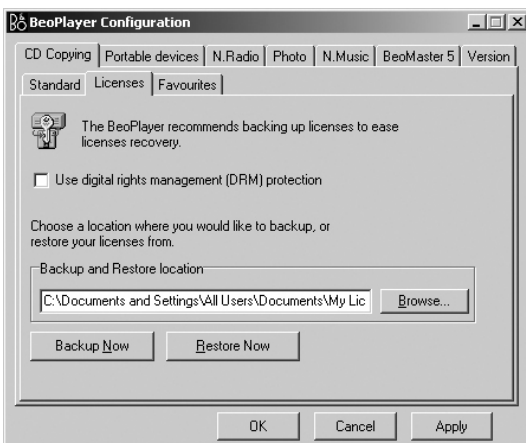 BeoPlayer Configuration
CD Copying Portable devices N.Radio Photo N.Music BeoMaster 5 Version
Standard Licenses Favourites
The BeoPlayer recommends backing up licenses to ease
licenses recovery.
Use digital rights management (DRM) protection
Choose a location where you would like to backup, or
restore your licenses from.
Backup and Restore location
C:\Documents and Settings\All Users\Documents\My Lic Browse...
Backup Now Restore Now
OK Cancel Apply